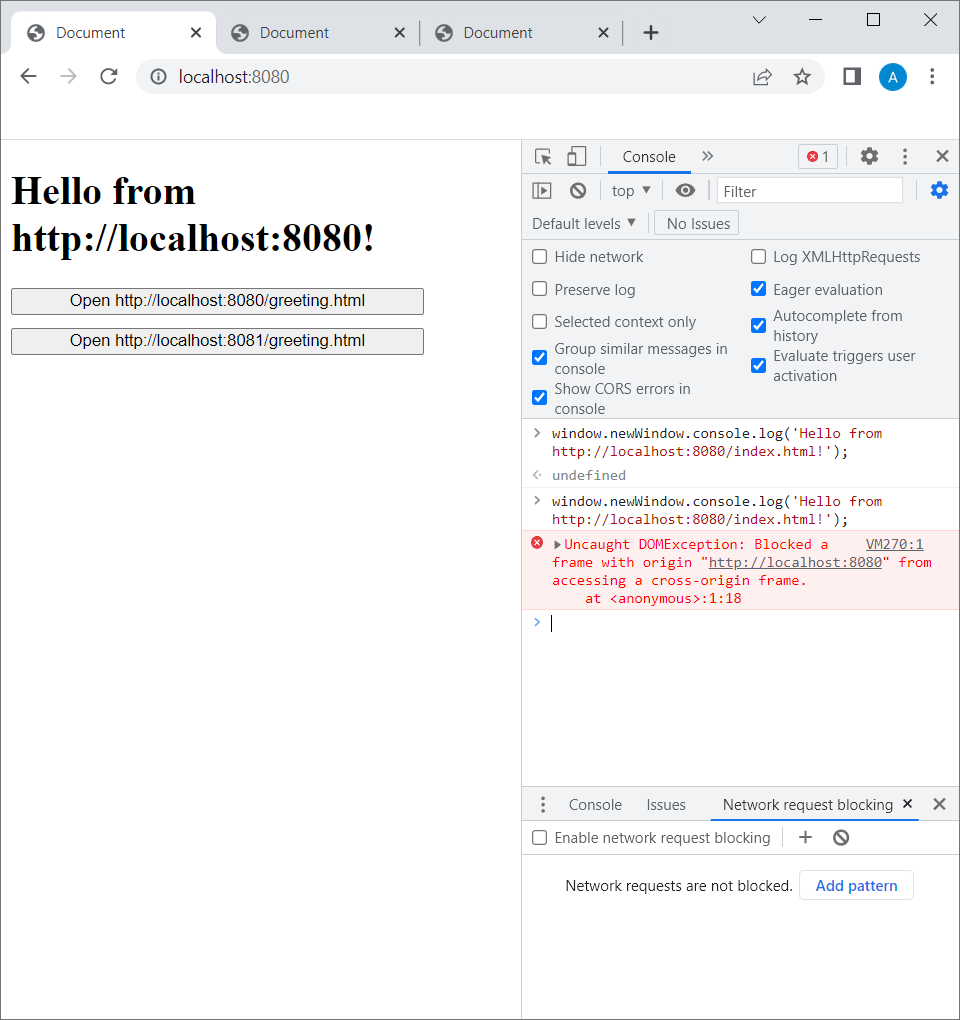 Document
Document
Document
localhost:8080
A
Hello from
http://localhost:8080!
Open http://localhost:8080/greeting.html
Open http://localhost:8081/greeting.html
Console
1
top
Filter
Default levels
No Issues
Hide network
Log XMLHttpRequests
Preserve log
Eager evaluation
Selected context only
Autocomplete from
history
Group similar messages in
console
Evaluate triggers user
activation
Show CORS errors in
console
window.newWindow.console.log('Hello from
http://localhost:8080/index.html!');
undefined
window.newWindow.console.log('Hello from
http://localhost:8080/index.html!');
Uncaught DOMException: Blocked a VM270:1
frame with origin "http://localhost:8080" from
accessing a cross-origin frame.
at <anonymous>:1:18
Console Issues Network request blocking
Enable network request blocking
Network requests are not blocked. Add pattern